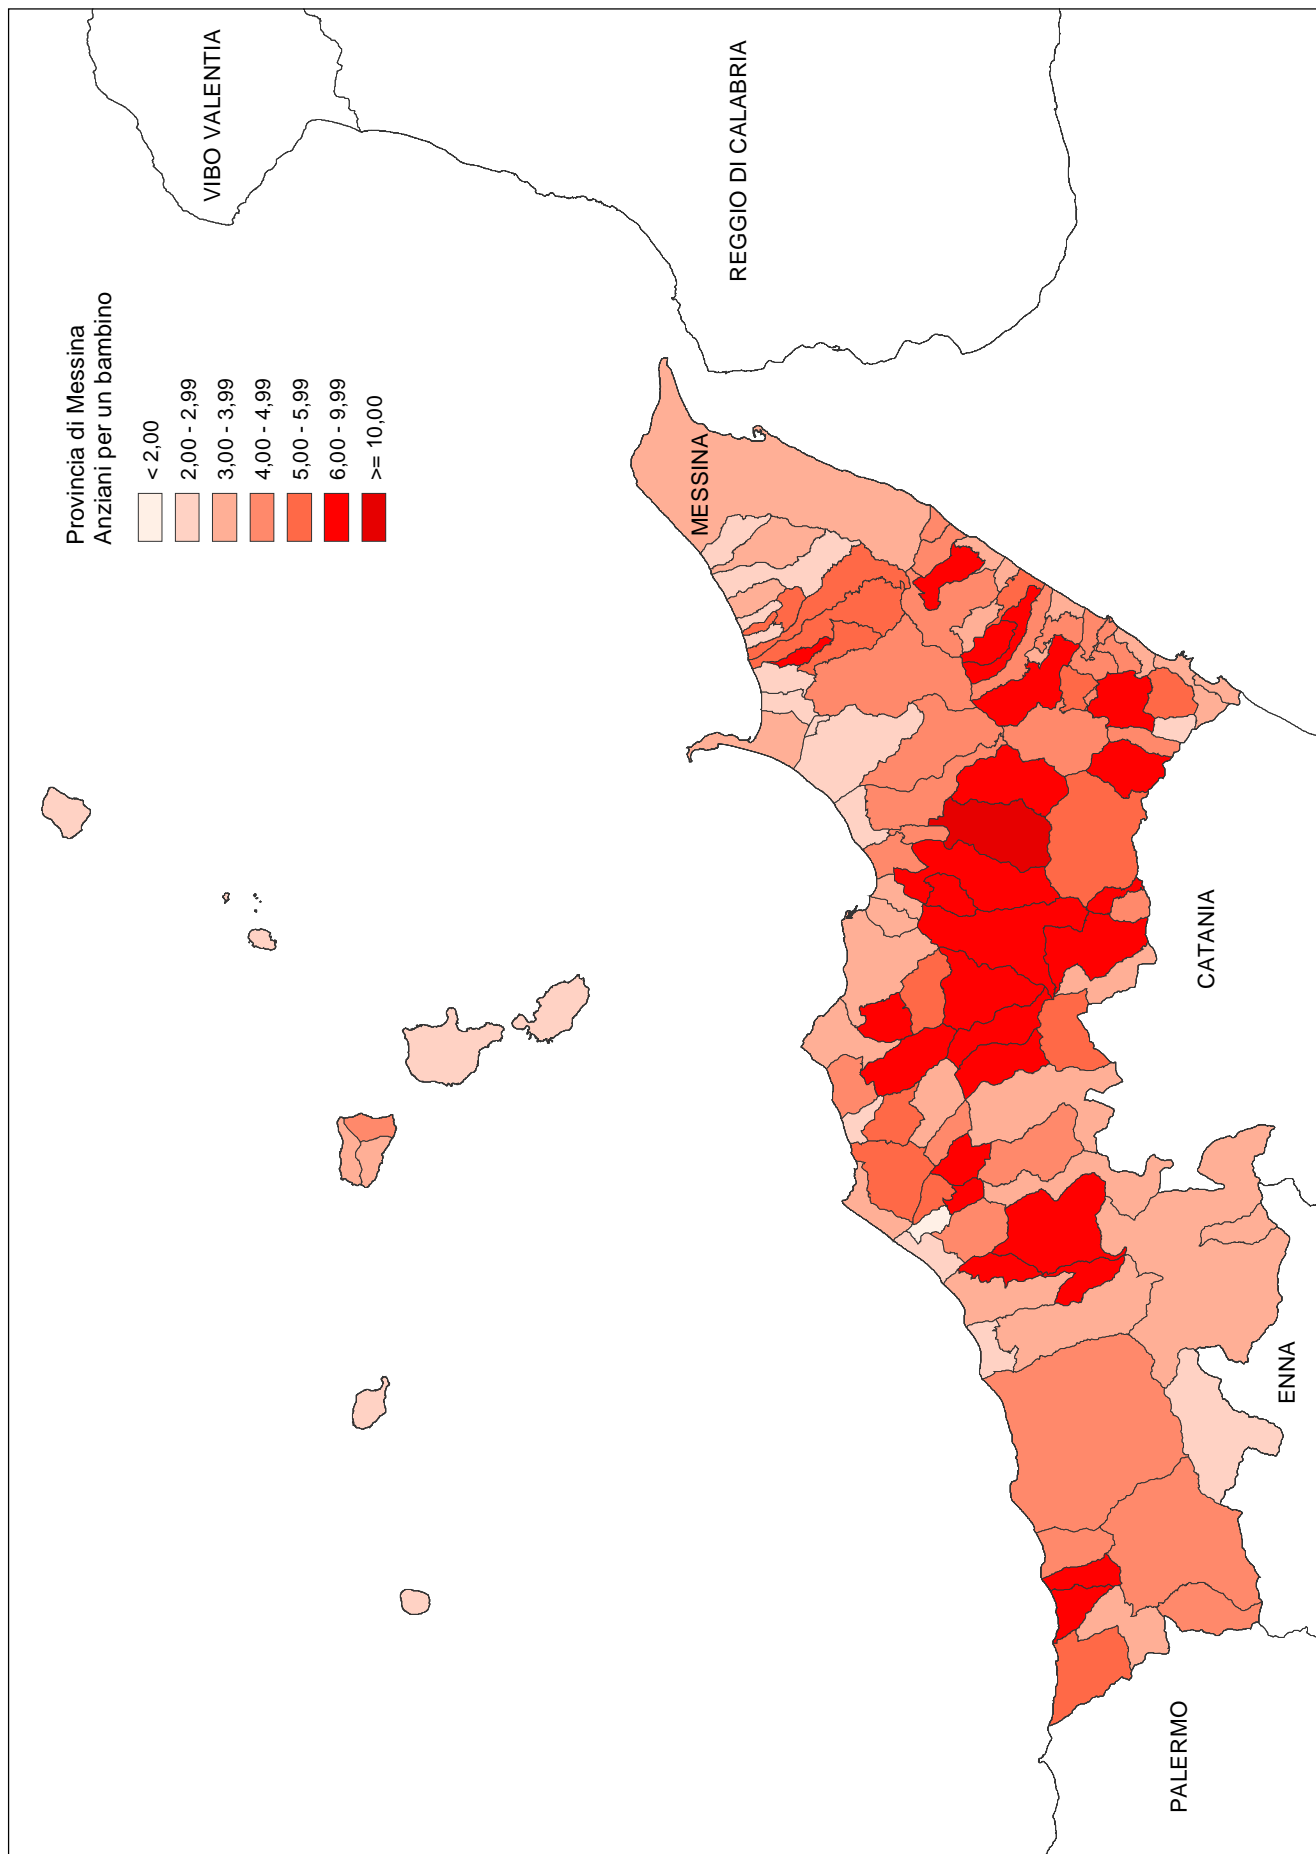 Provincia di Messina
Anziani per un bambino
< 2,00
2,00 - 2,99
3,00 - 3,99
4,00 - 4,99
5,00 - 5,99
6,00 - 9,99
>= 10,00
VIBO VALENTIA
REGGIO DI CALABRIA
MESSINA
CATANIA
ENNA
PALERMO